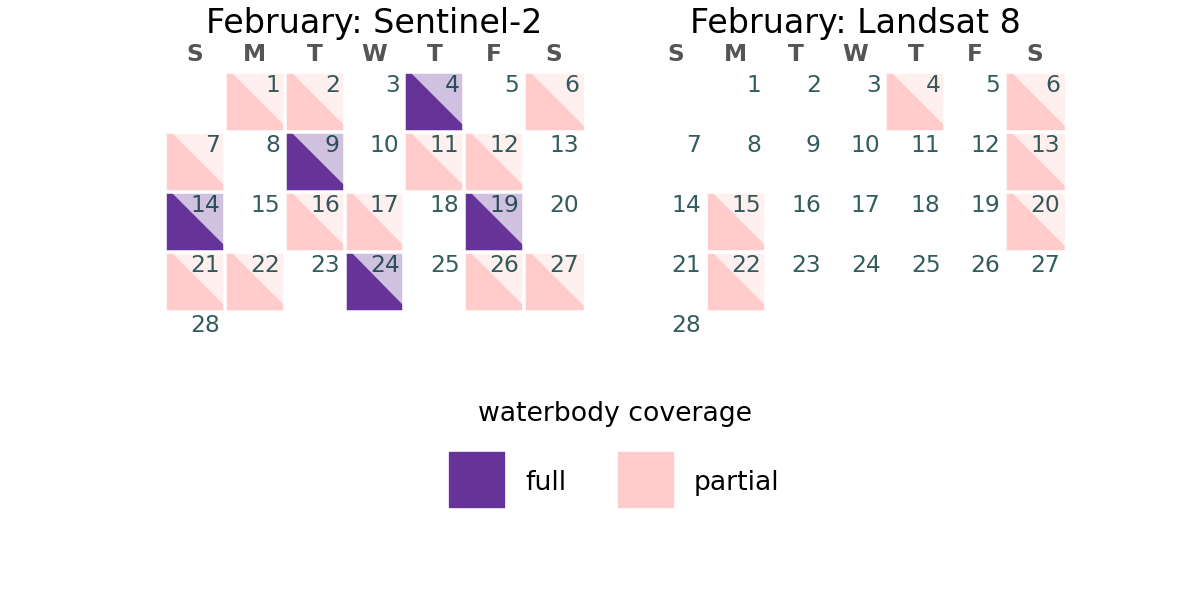 February: Sentinel-2
S M T W T F S
1 2 3 4 5 6
7 8 9 10 11 12 13
14 15 16 17 18 19 20
21 22 23 24 25 26 27
28
February: Landsat 8
S M T W T F S
1 2 3 4 5 6
7 8 9 10 11 12 13
14 15 16 17 18 19 20
21 22 23 24 25 26 27
28
waterbody coverage
full partial